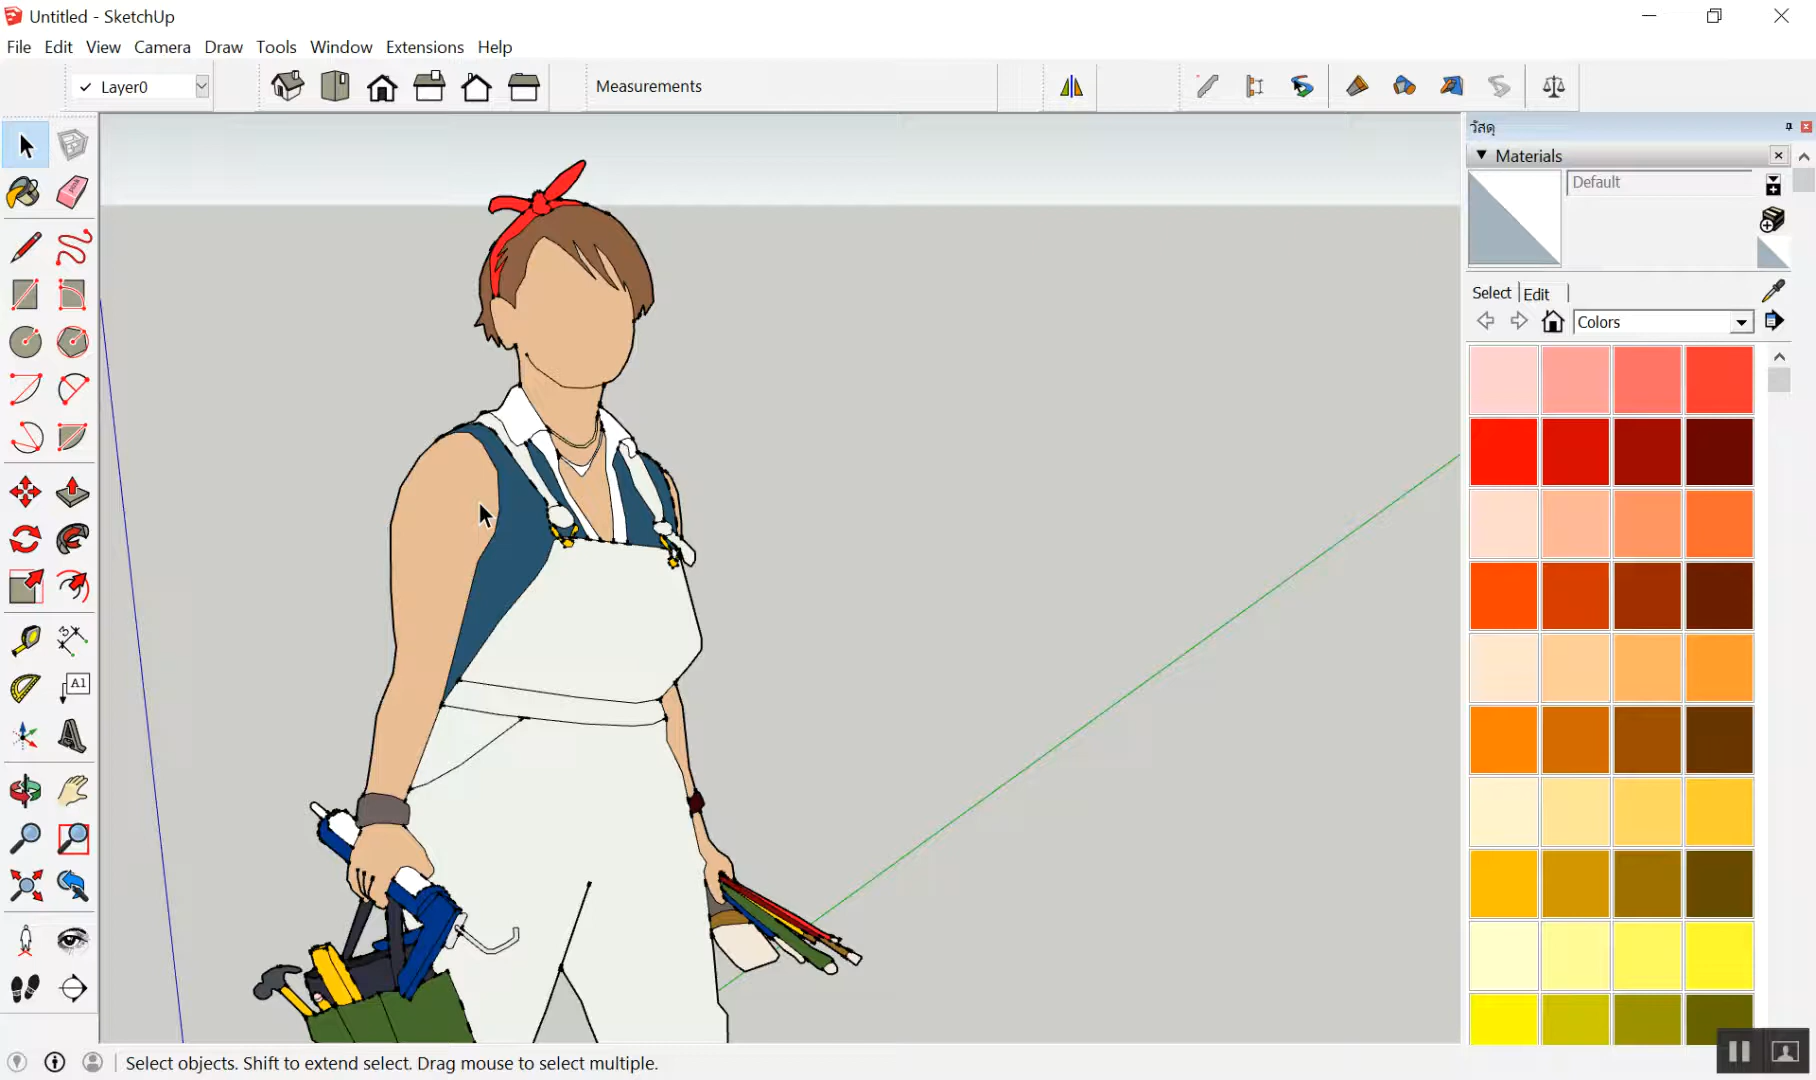 Untitled - SketchUp
File Edit View Camera Draw Tools Window Extensions Help
Layer0
Measurements
วัสดุ
Materials
Default
Select Edit
Colors
A1
Select objects. Shift to extend select. Drag mouse to select multiple.